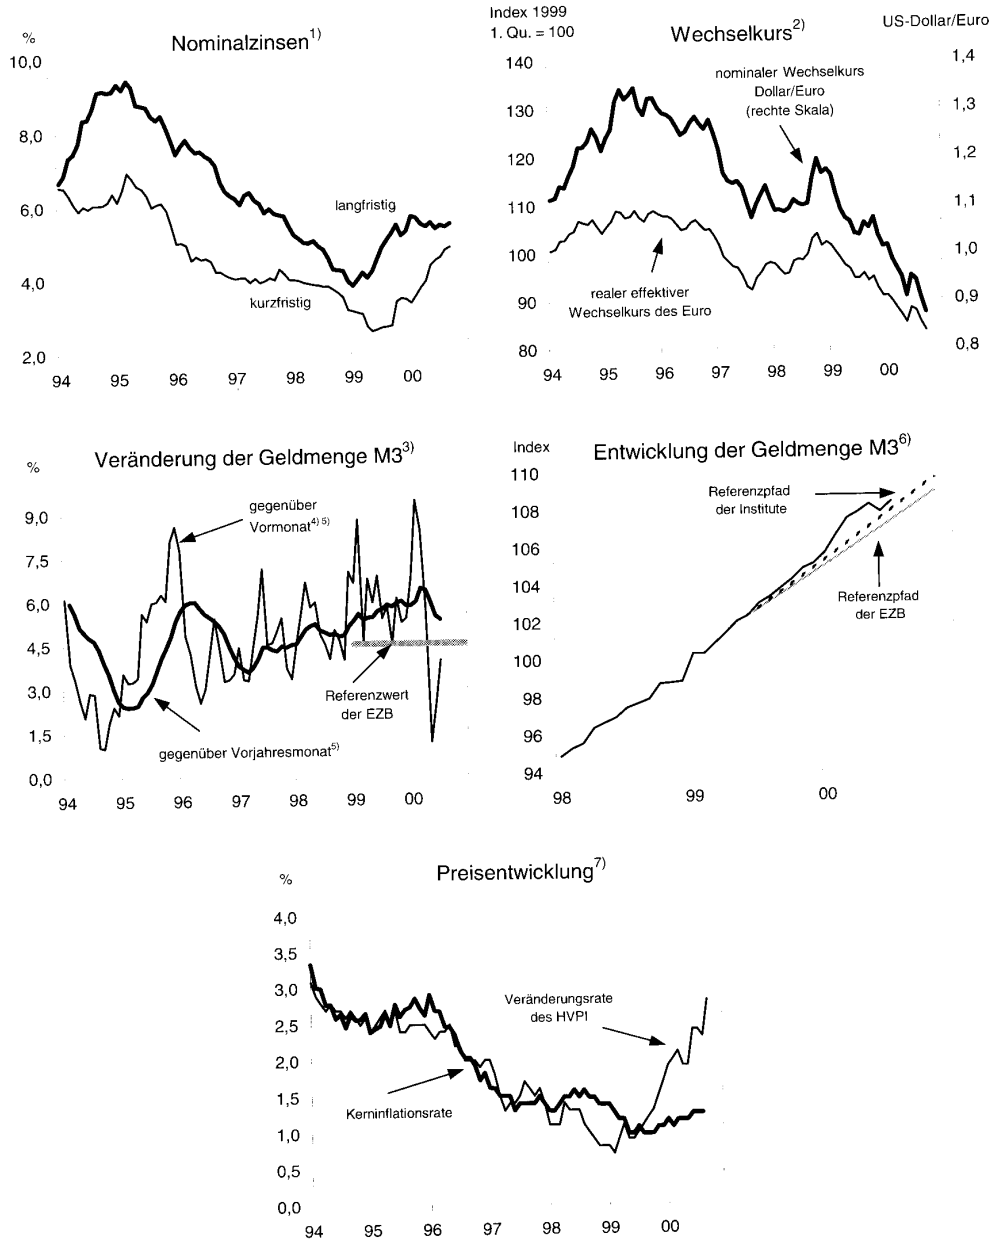 Nominalzinsen1)
%
10,0
8,0
6,0
4,0
2,0
langfristig
kurzfristig
94 95 96 97 98 99 00
Index 1999
1. Qu. = 100
Wechselkurs2)
US-Dollar/Euro
140
130
120
110
100
90
80
1,4
1,3
1,2
1,1
1,0
0,9
0,8
nominaler Wechselkurs
Dollar/Euro
(rechte Skala)
realer effektiver
Wechselkurs des Euro
94 95 96 97 98 99 00
Veränderung der Geldmenge M33)
%
9,0
7,5
6,0
4,5
3,0
1,5
0,0
gegenüber
Vormonat4) 5)
Referenzwert
der EZB
gegenüber Vorjahresmonat5)
94 95 96 97 98 99 00
Entwicklung der Geldmenge M36)
Index
110
108
106
104
102
100
98
96
94
Referenzpfad
der Institute
Referenzpfad
der EZB
98 99 00
Preisentwicklung7)
%
4,0
3,5
3,0
2,5
2,0
1,5
1,0
0,5
0,0
Veränderungsrate
des HVPI
Kerninflationsrate
94 95 96 97 98 99 00